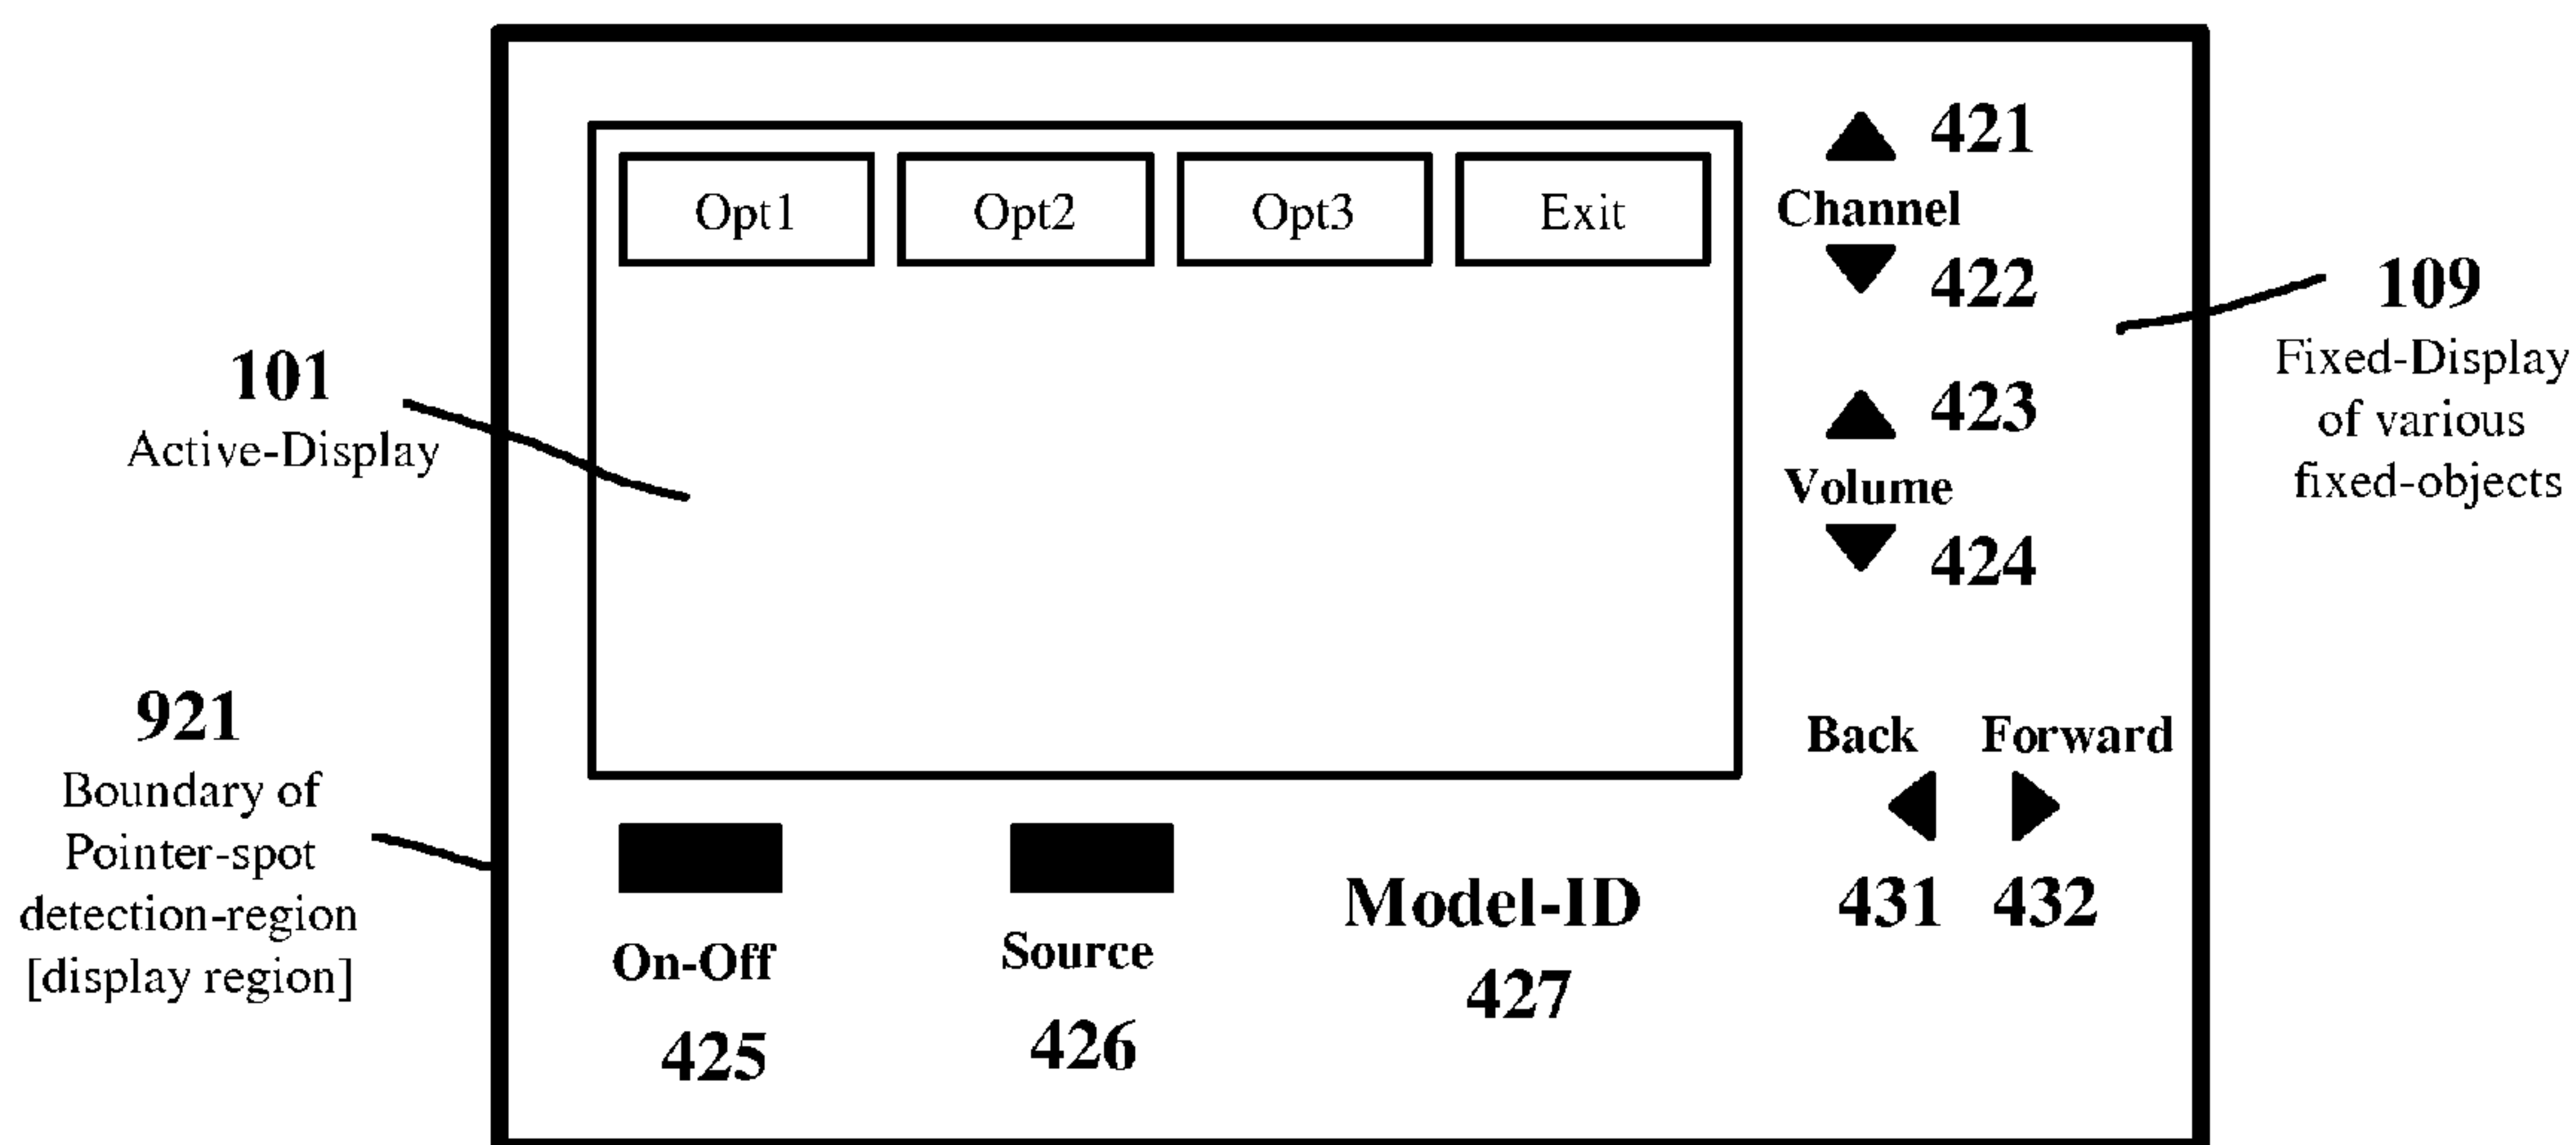 Opt1
Opt2
Opt3
Exit
421
Channel
422
423
Volume
424
109
Fixed-Display
of various
fixed-objects
101
Active-Display
921
Boundary of
Pointer-spot
detection-region
[display region]
Back Forward
431 432
On-Off
425
Source
426
Model-ID
427